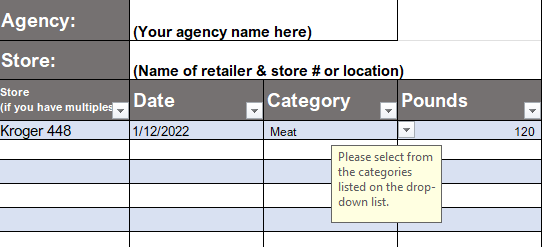 Agency:
(Your agency name here)
Store:
(Name of retailer & store # or location)
Store
(if you have multiples
Date
Category
Pounds
Kroger 448
1/12/2022
Meat
120
Please select from
the categories
listed on the drop-
down list.